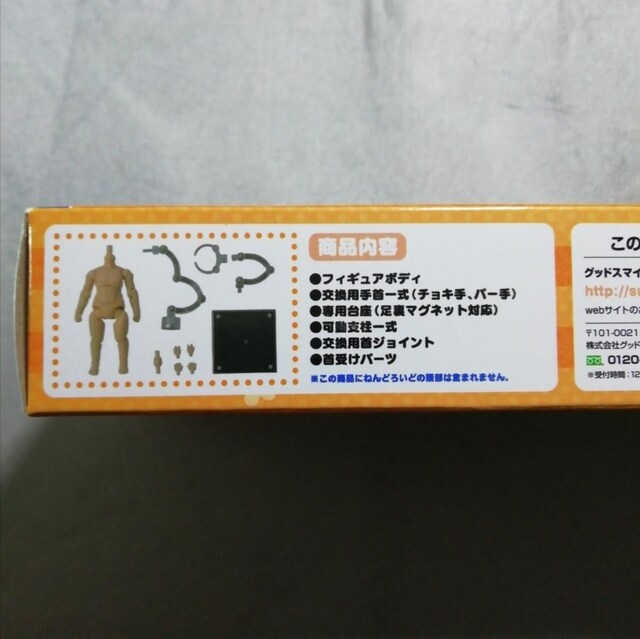 商品内容
●フィギュアボディ
●交換用手首一式(チョキ手、パー手)
●専用台座(足裏マグネット対応)
●可動支柱一式
●交換用首ジョイント
●首受けパーツ
※この商品にねんどろいどの頭部は含まれません。
この
グッドスマイ
http://su
webサイトのさ
〒101-0021
株式会社グッド
0120
※受付時間:12